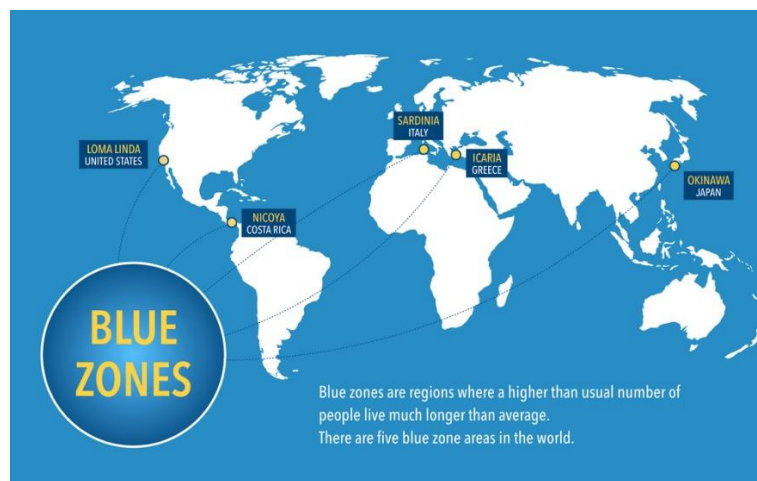 SARDINIA
ITALY
LOMA LINDA
UNITED STATES
ICARIA
GREECE
OKINAWA
JAPAN
NICOYA
COSTA RICA
BLUE
ZONES
Blue zones are regions where a higher than usual number of
people live much longer than average.
There are five blue zone areas in the world.